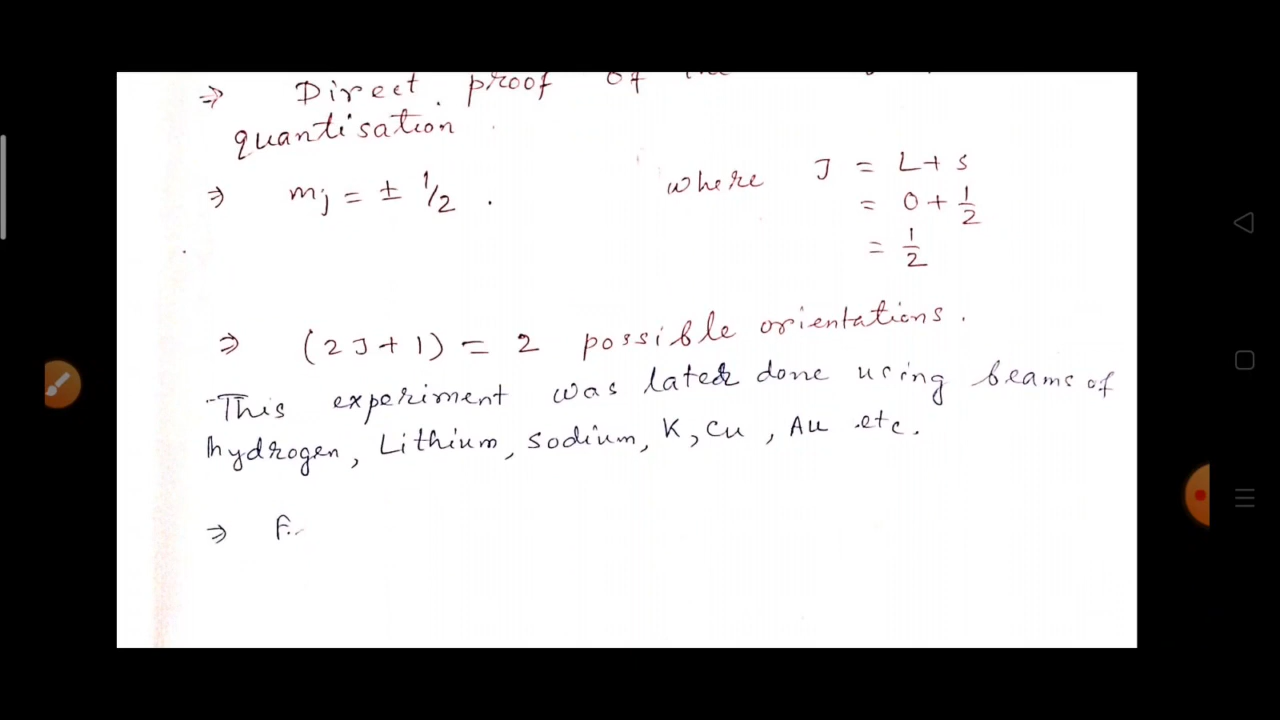 ⇒ Direct proof of
quantisation
⇒ mj = ± 1/2 . where J = L + s
= 0 + 1/2
= 1/2
⇒ (2J + 1) = 2 possible orientations.
This experiment was later done using beams of
hydrogen, Lithium, sodium, K, Cu, Au etc.
⇒ F